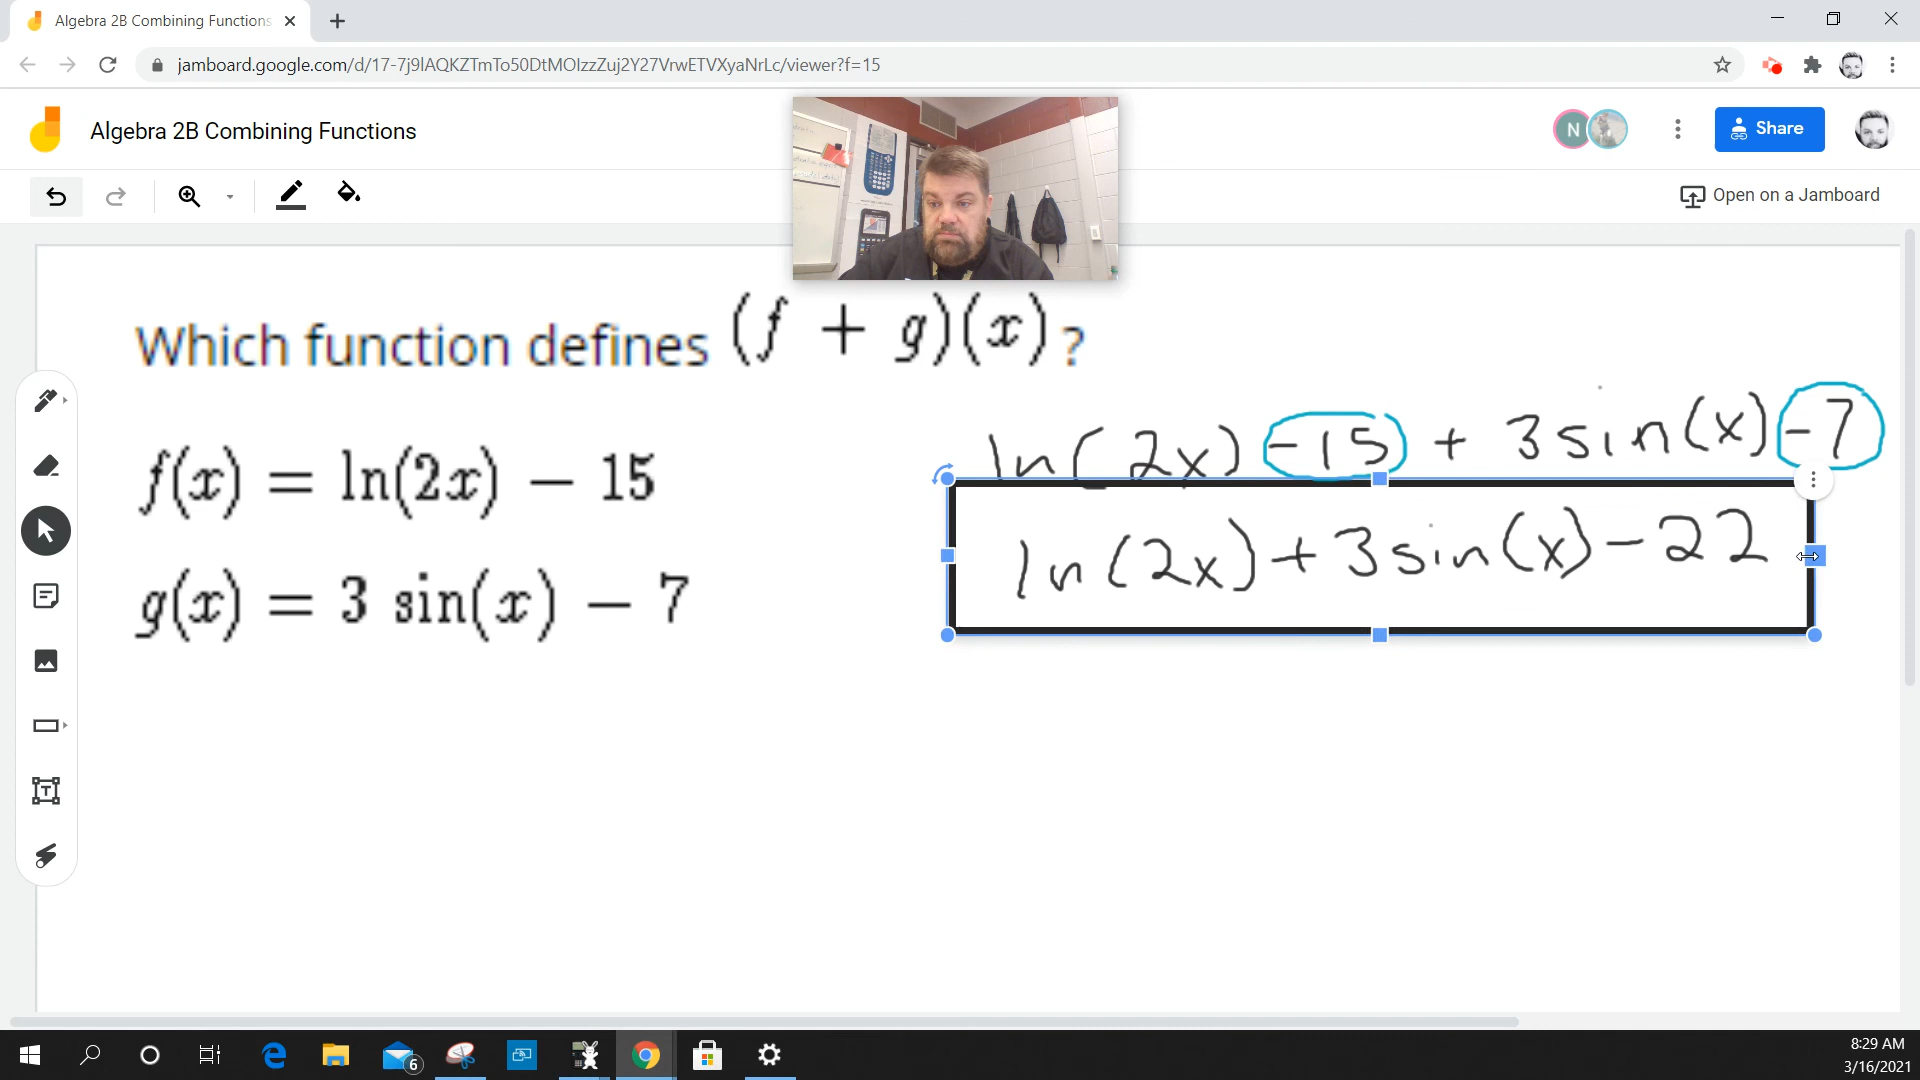 Algebra 2B Combining Functions
jamboard.google.com/d/17-7j9lAQKZTmTo50DtMOIzzZuj2Y27VrwETVXyaNrLc/viewer?f=15
Algebra 2B Combining Functions
N
Share
Open on a Jamboard
Which function defines (f + g)(x)?
f(x) = ln(2x) − 15
g(x) = 3 sin(x) − 7
ln(2x) -15 + 3sin(x) -7
ln(2x)+3sin(x)-22
6
8:29 AM
3/16/2021